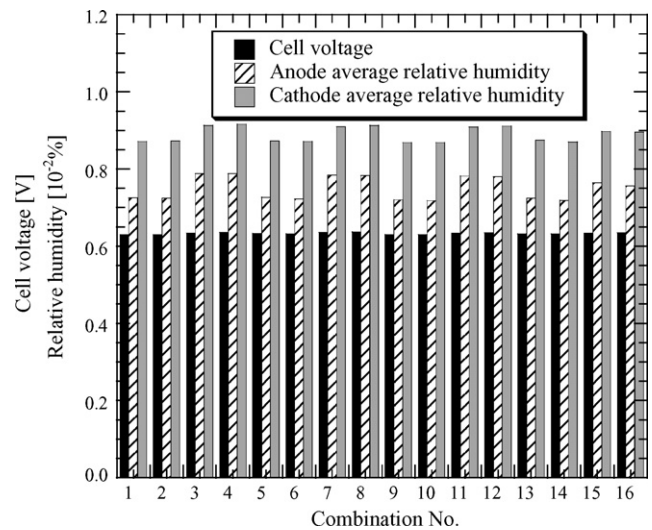 1.2
1.0
0.8
0.6
0.4
0.2
0.0
Cell voltage [V]
Relative humidity [10⁻²%]
Cell voltage
Anode average relative humidity
Cathode average relative humidity
1 2 3 4 5 6 7 8 9 10 11 12 13 14 15 16
Combination No.